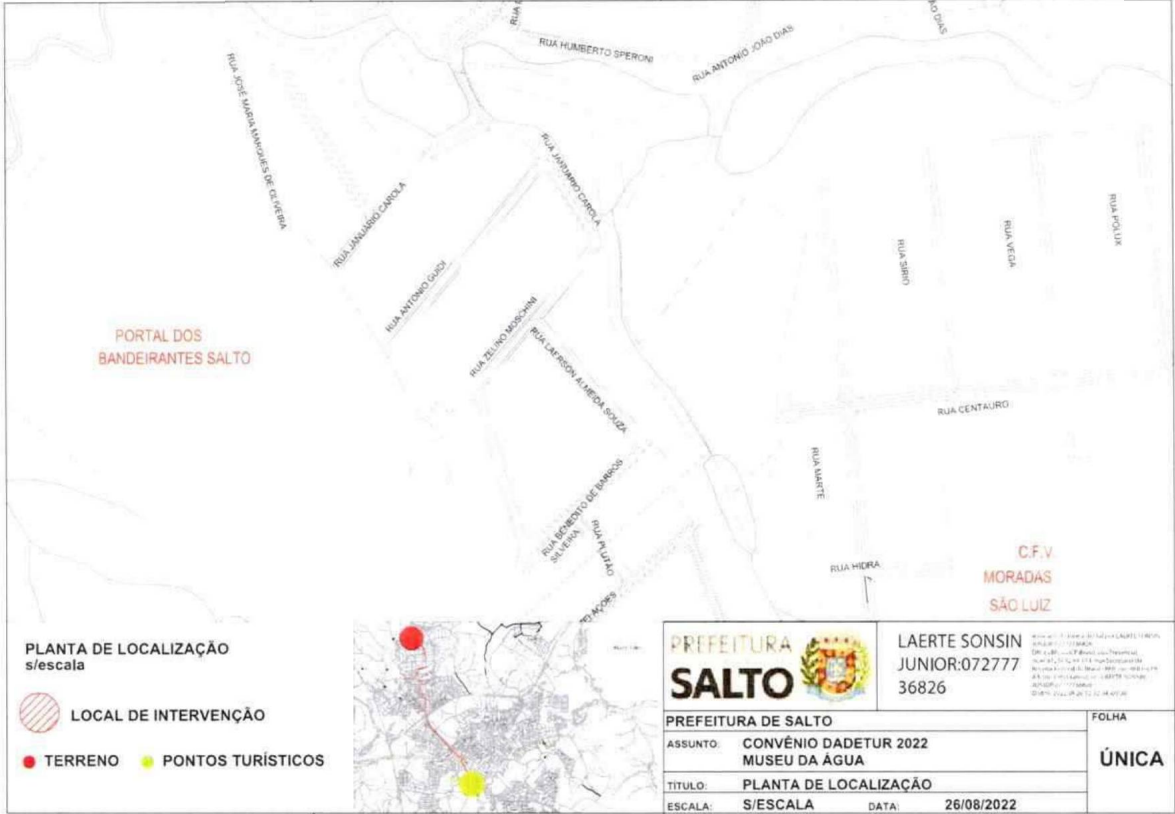 RUA HUMBERTO SPERONI
RUA ANTONIO JOÃO DIAS
ÃO DIAS
RUA JOSE MARIA MARQUES DE OLIVEIRA
RUA JANUÁRIO CAROLA
RUA JANUÁRIO CAROLA
RUA ANTONIO GUIDI
RUA ZELINO MOSCHINI
RUA LAERSON ALMEIDA SOUZA
RUA SIRIO
RUA VEGA
RUA POLUX
PORTAL DOS
BANDEIRANTES SALTO
RUA CENTAURO
RUA MARTE
RUA BENEDITO DE BARROS
SILVEIRA
RUA PLUTÃO
RUA HIDRA
C.F.V.
MORADAS
SÃO LUIZ
PLANTA DE LOCALIZAÇÃO
s/escala
LOCAL DE INTERVENÇÃO
TERRENO
PONTOS TURÍSTICOS
PREFEITURA
SALTO
LAERTE SONSIN
JUNIOR:072777
36826
PREFEITURA DE SALTO
ASSUNTO: CONVÊNIO DADETUR 2022
MUSEU DA ÁGUA
TÍTULO: PLANTA DE LOCALIZAÇÃO
ESCALA: S/ESCALA DATA: 26/08/2022
FOLHA
ÚNICA